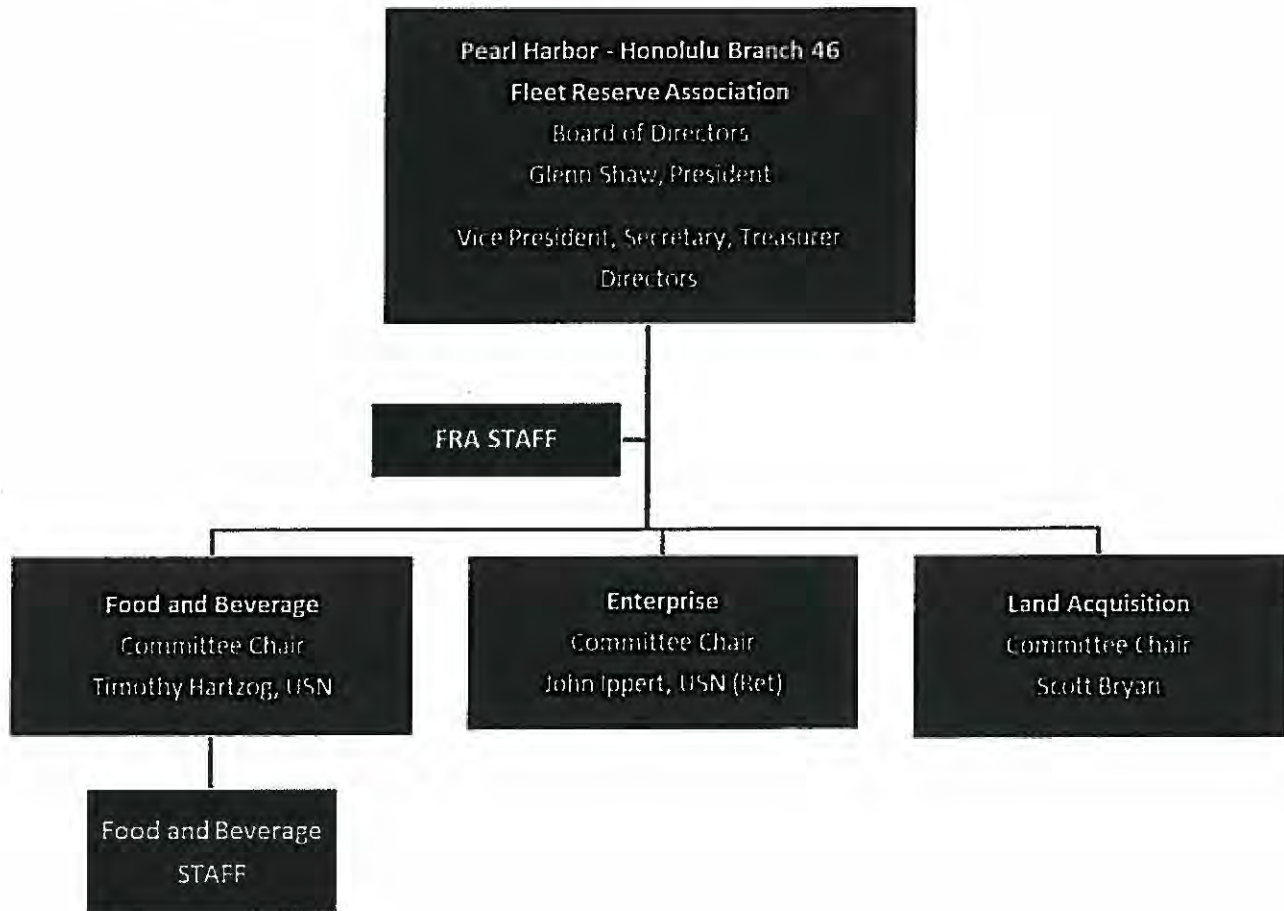 Pearl Harbor - Honolulu Branch 46
Fleet Reserve Association
Board of Directors
Glenn Shaw, President
Vice President, Secretary, Treasurer
Directors
FRA STAFF
Food and Beverage
Committee Chair
Timothy Hartzog, USN
Enterprise
Committee Chair
John Ippert, USN (Ret)
Land Acquisition
Committee Chair
Scott Bryan
Food and Beverage
STAFF